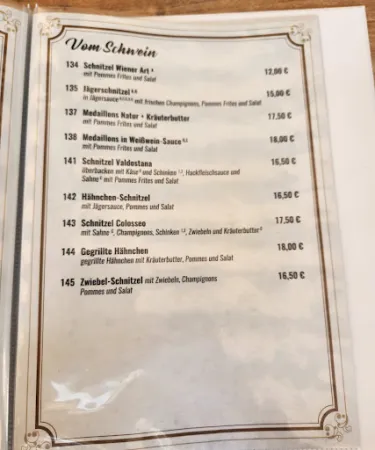 Vom Schwein
134 Schnitzel Wiener Art 4 12,00 €
mit Pommes Frites und Salat
135 Jägerschnitzel 15,00 €
in Jägersauce mit frischen Champignons, Pommes Frites und Salat
137 Medaillons Natur + Kräuterbutter 17,50 €
mit Pommes Frites und Salat
138 Medaillons in Weißwein-Sauce 18,00 €
mit Pommes Frites und Salat
141 Schnitzel Valdostana 16,50 €
überbacken mit Käse und Schinken, Hackfleischsauce und
Sahne mit Pommes Frites und Salat
142 Hähnchen-Schnitzel 16,50 €
mit Jägersauce, Pommes und Salat
143 Schnitzel Colosseo 17,50 €
mit Sahne, Champignons, Schinken, Zwiebeln und Kräuterbutter
144 Gegrillte Hähnchen 18,00 €
gegrillte Hähnchen mit Kräuterbutter, Pommes und Salat
145 Zwiebel-Schnitzel mit Zwiebeln, Champignons 16,50 €
Pommes und Salat